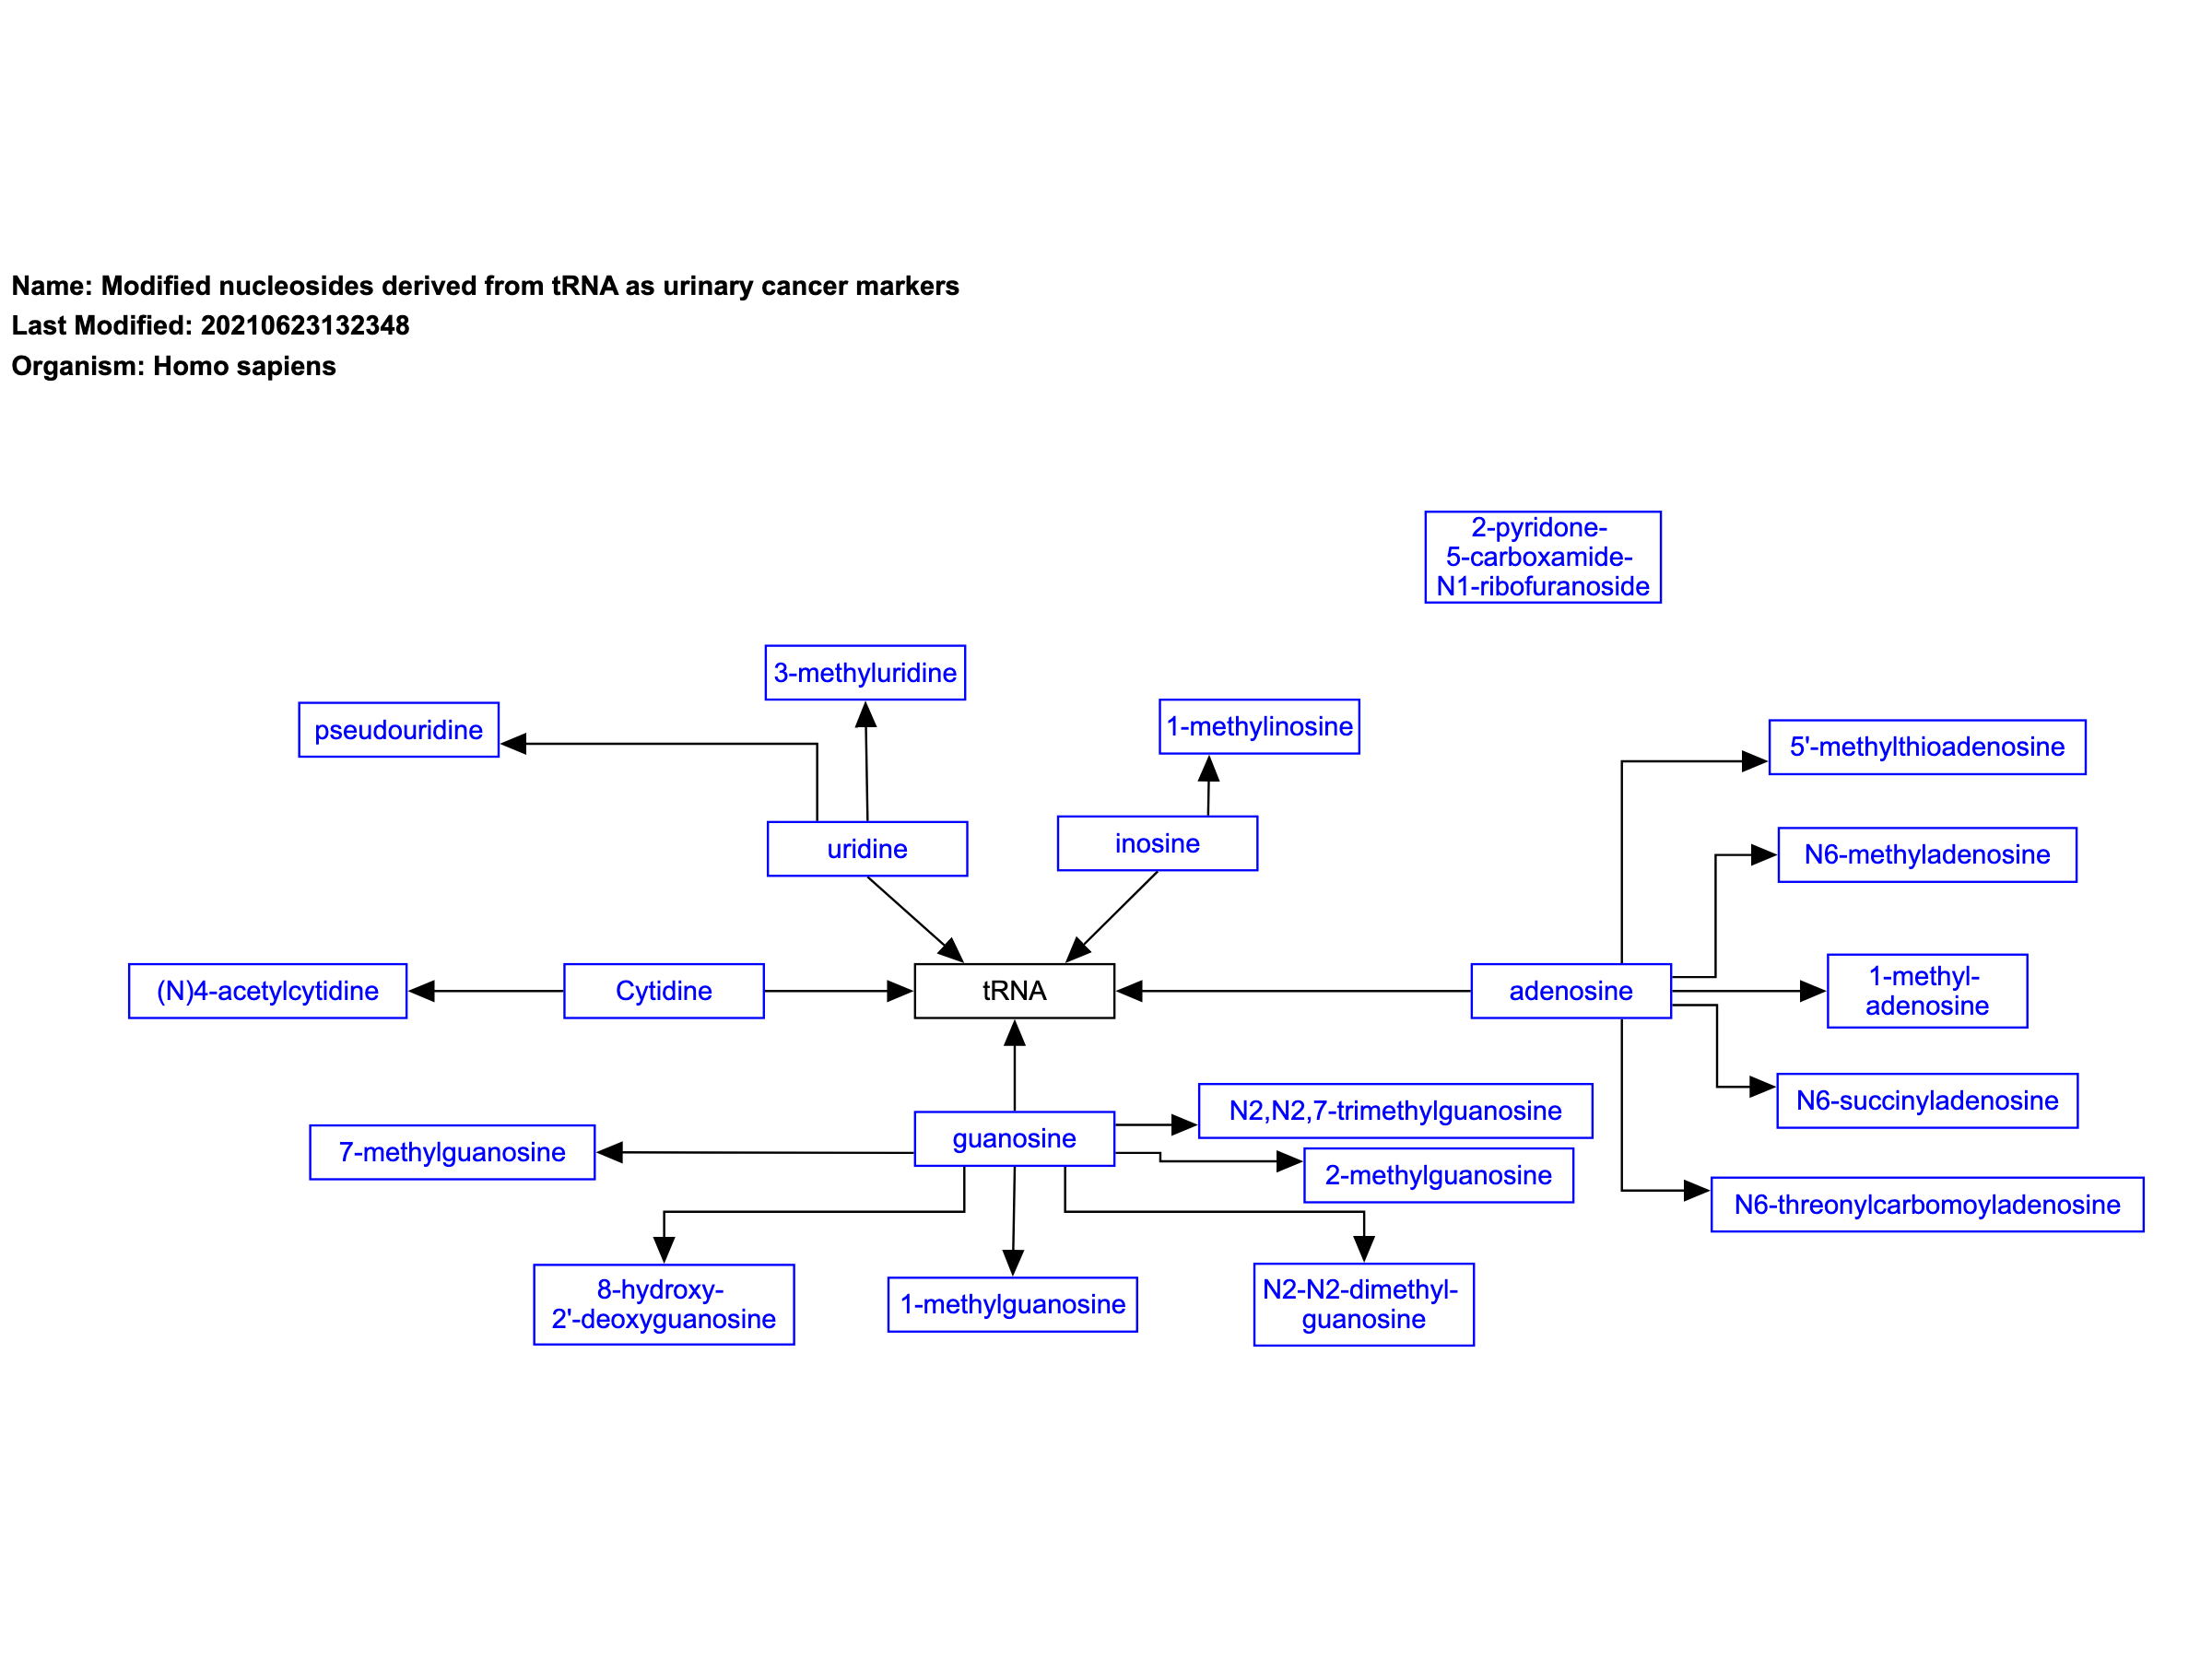 Name: Modified nucleosides derived from tRNA as urinary cancer markers
Last Modified: 20210623132348
Organism: Homo sapiens
2-pyridone-
5-carboxamide-
N1-ribofuranoside
3-methyluridine
pseudouridine
1-methylinosine
5'-methylthioadenosine
uridine
inosine
N6-methyladenosine
(N)4-acetylcytidine
Cytidine
tRNA
adenosine
1-methyl-
adenosine
N6-succinyladenosine
N2,N2,7-trimethylguanosine
guanosine
7-methylguanosine
2-methylguanosine
N6-threonylcarbomoyladenosine
8-hydroxy-
2'-deoxyguanosine
1-methylguanosine
N2-N2-dimethyl-
guanosine